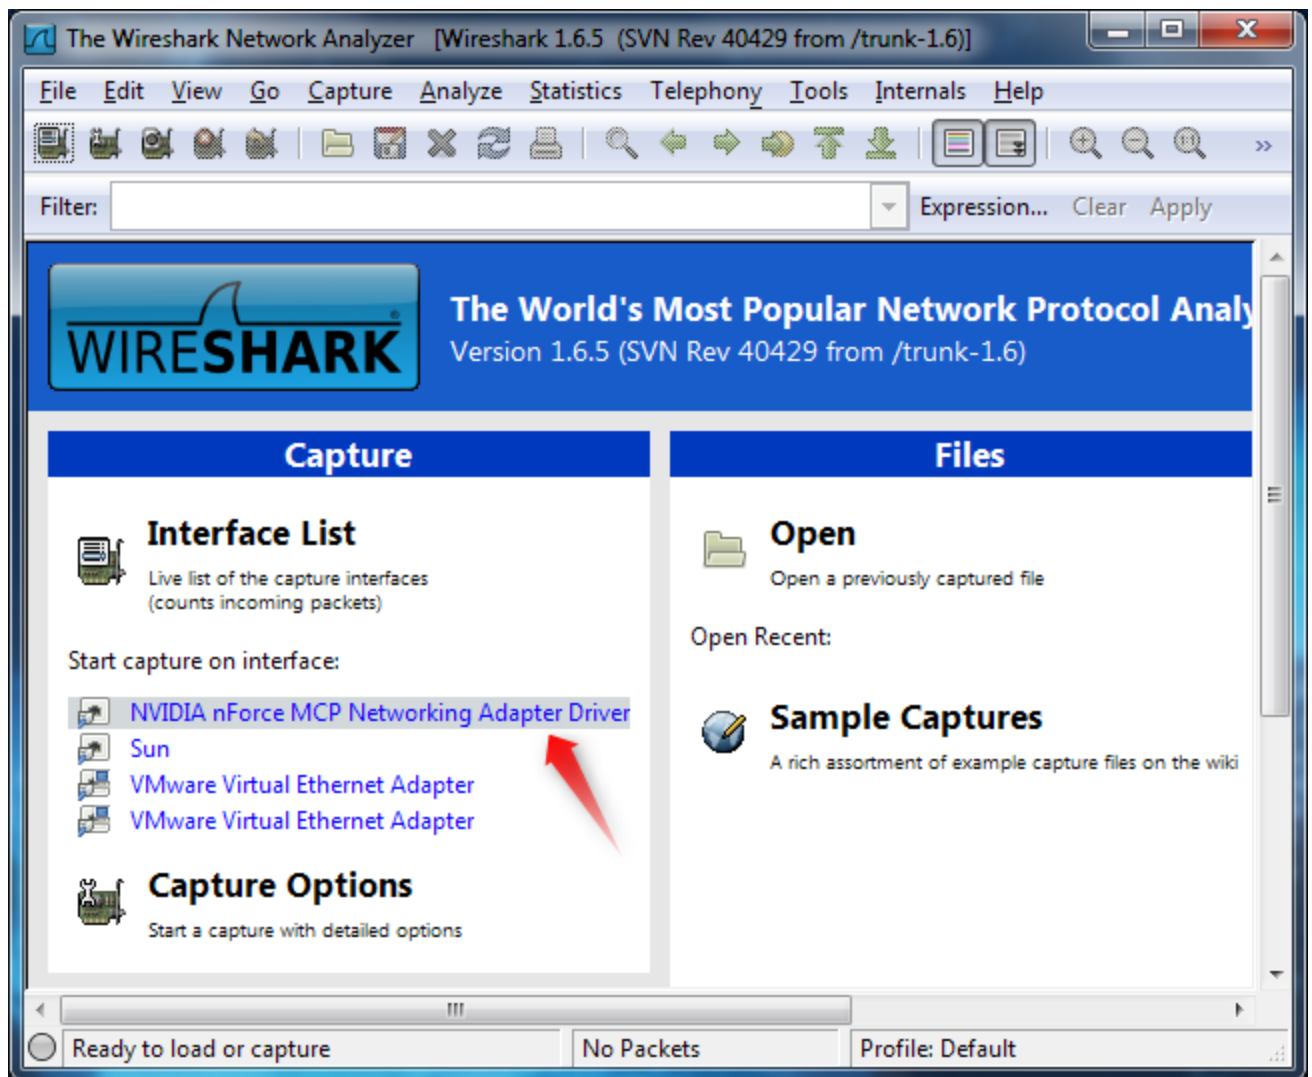 The Wireshark Network Analyzer [Wireshark 1.6.5 (SVN Rev 40429 from /trunk-1.6)]
File Edit View Go Capture Analyze Statistics Telephony Tools Internals Help
Filter: Expression... Clear Apply
WIRESHARK
The World's Most Popular Network Protocol Analy
Version 1.6.5 (SVN Rev 40429 from /trunk-1.6)
Capture
Interface List
Live list of the capture interfaces
(counts incoming packets)
Start capture on interface:
NVIDIA nForce MCP Networking Adapter Driver
Sun
VMware Virtual Ethernet Adapter
VMware Virtual Ethernet Adapter
Capture Options
Start a capture with detailed options
Files
Open
Open a previously captured file
Open Recent:
Sample Captures
A rich assortment of example capture files on the wiki
Ready to load or capture No Packets Profile: Default